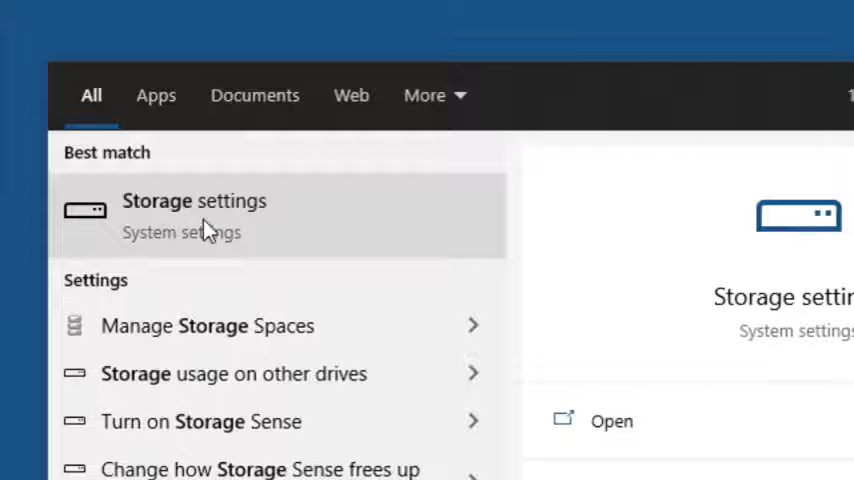 All Apps Documents Web More
Best match
Storage settings
System settings
Settings
Manage Storage Spaces
Storage usage on other drives
Turn on Storage Sense
Change how Storage Sense frees up
Storage settin
System settings
Open